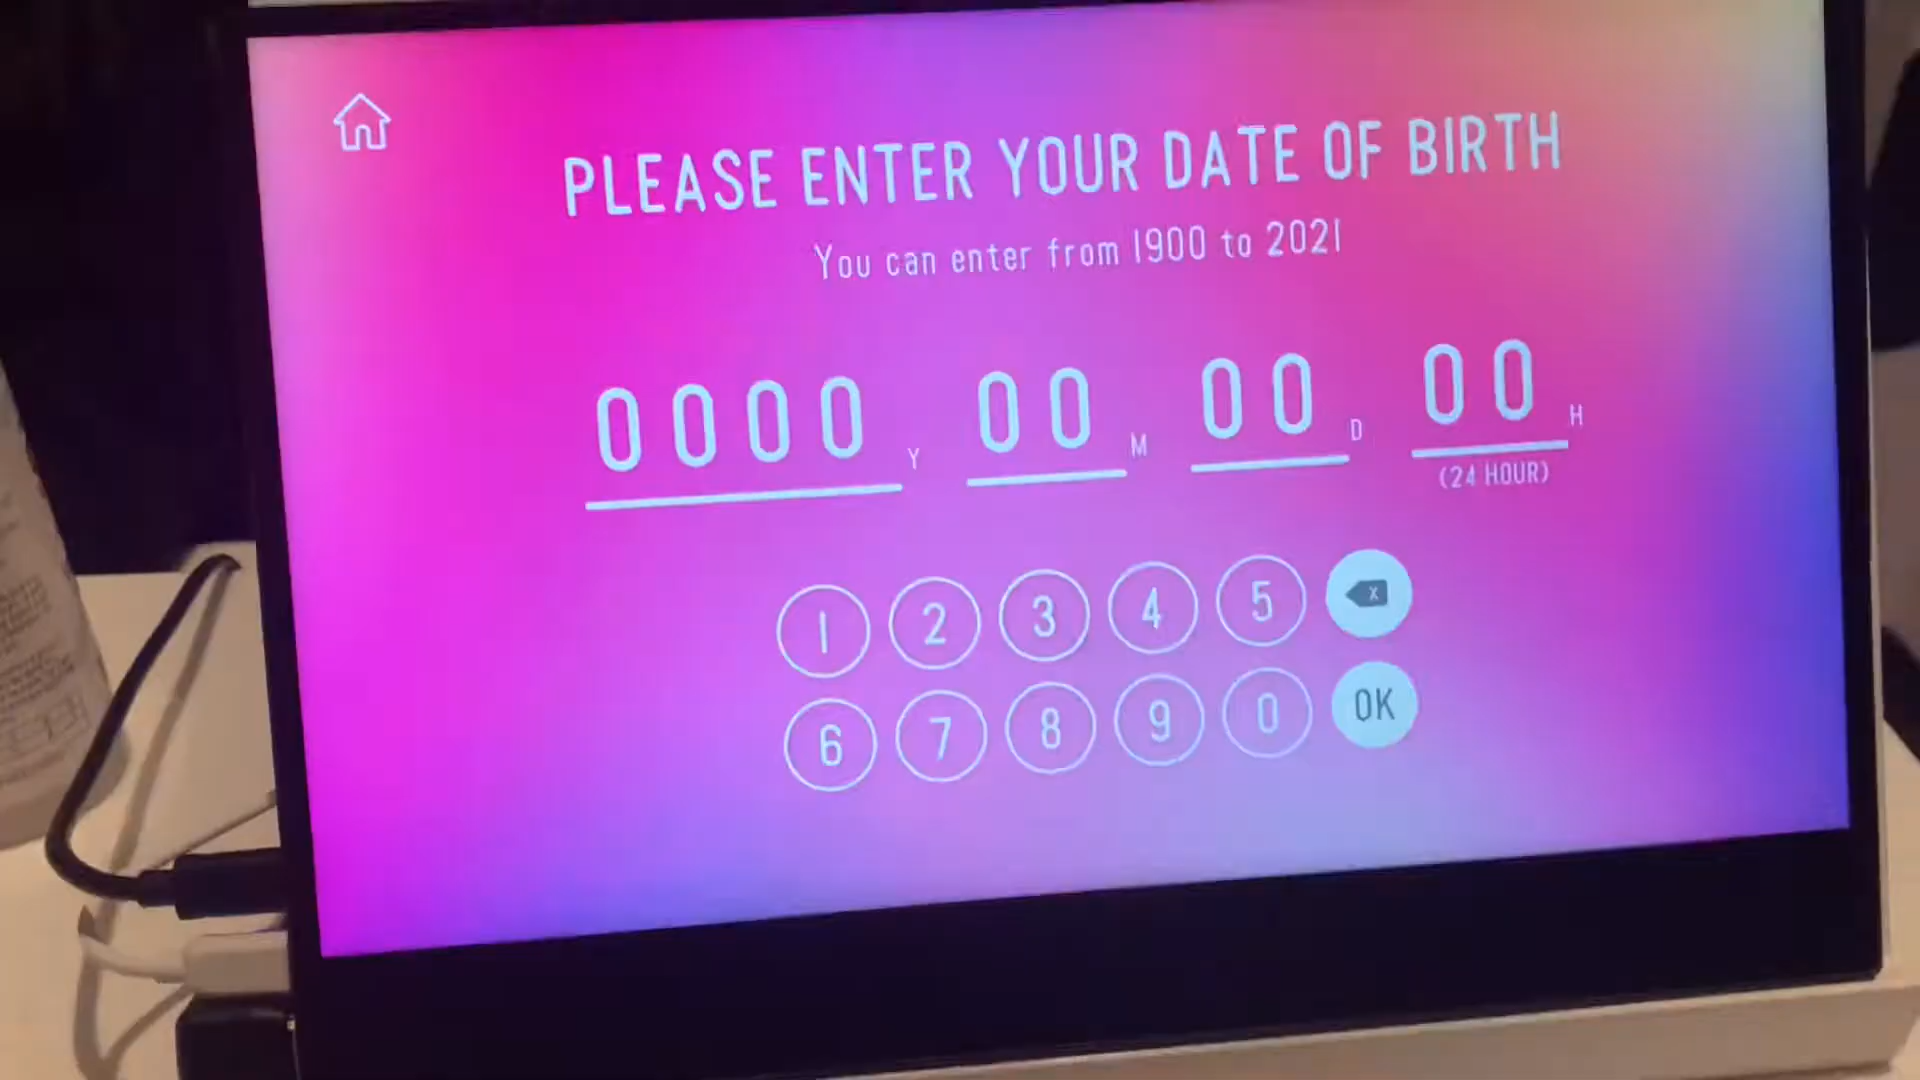 PLEASE ENTER YOUR DATE OF BIRTH
You can enter from 1900 to 2021
0000 Y 00 M 00 D 00 H
(24 HOUR)
1 2 3 4 5 x
6 7 8 9 0 OK